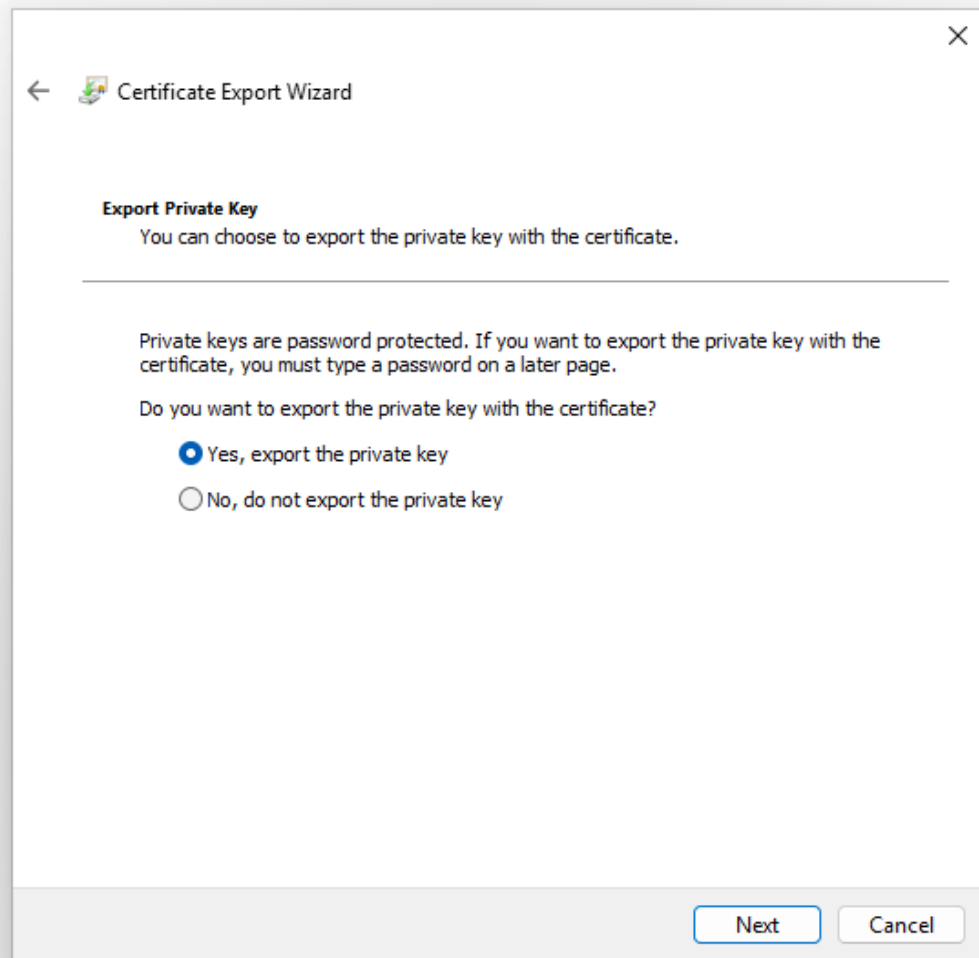 Certificate Export Wizard
Export Private Key
You can choose to export the private key with the certificate.
Private keys are password protected. If you want to export the private key with the
certificate, you must type a password on a later page.
Do you want to export the private key with the certificate?
Yes, export the private key
No, do not export the private key
Next Cancel